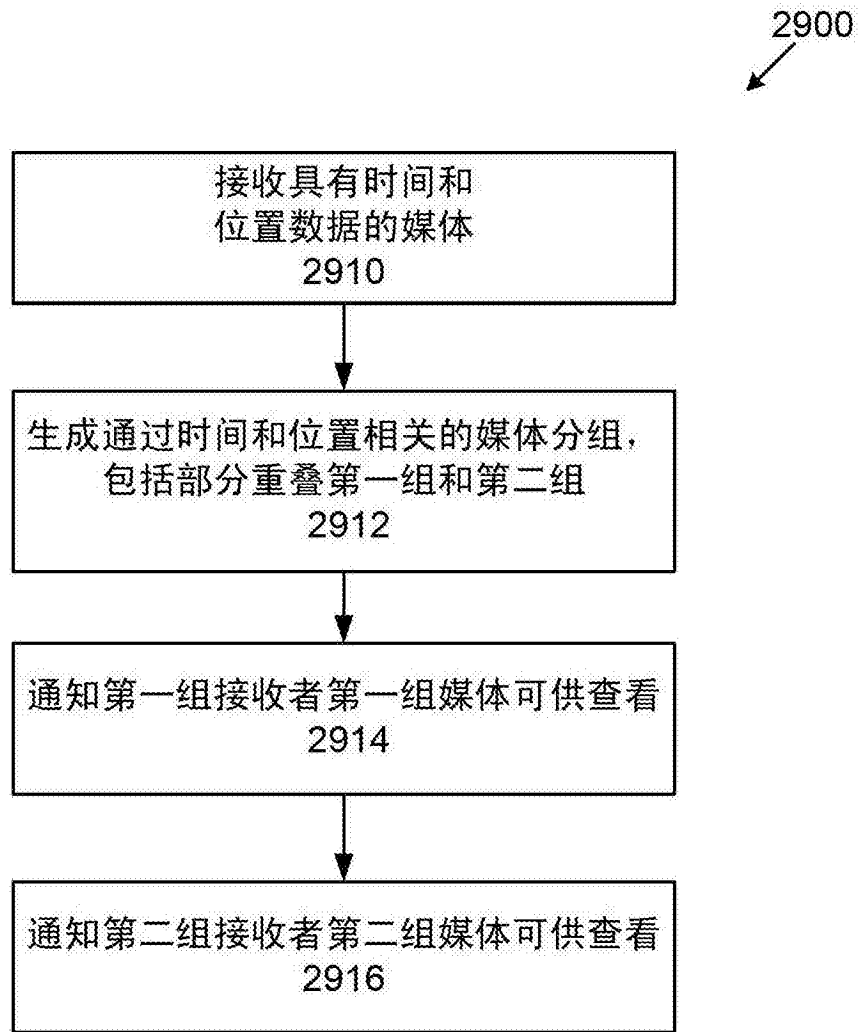 2900
接收具有时间和
位置数据的媒体
2910
生成通过时间和位置相关的媒体分组，
包括部分重叠第一组和第二组
2912
通知第一组接收者第一组媒体可供查看
2914
通知第二组接收者第二组媒体可供查看
2916